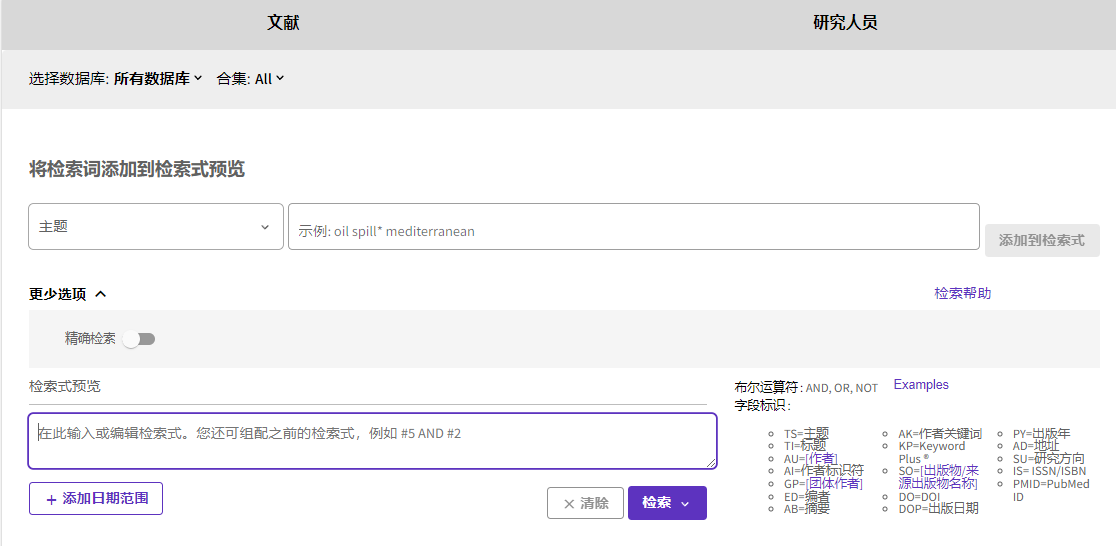 文献
研究人员
选择数据库: 所有数据库
合集: All
将检索词添加到检索式预览
主题
示例: oil spill* mediterranean
添加到检索式
更少选项
检索帮助
精确检索
检索式预览
在此输入或编辑检索式。您还可组配之前的检索式，例如 #5 AND #2
+ 添加日期范围
× 清除
检索
布尔运算符: AND, OR, NOT
Examples
字段标识:
TS=主题
TI=标题
AU=[作者]
AI=作者标识符
GP=[团体作者]
ED=编者
AB=摘要
AK=作者关键词
KP=Keyword
Plus ®
SO=[出版物/来
源出版物名称]
DO=DOI
DOP=出版日期
PY=出版年
AD=地址
SU=研究方向
IS= ISSN/ISBN
PMID=PubMed
ID